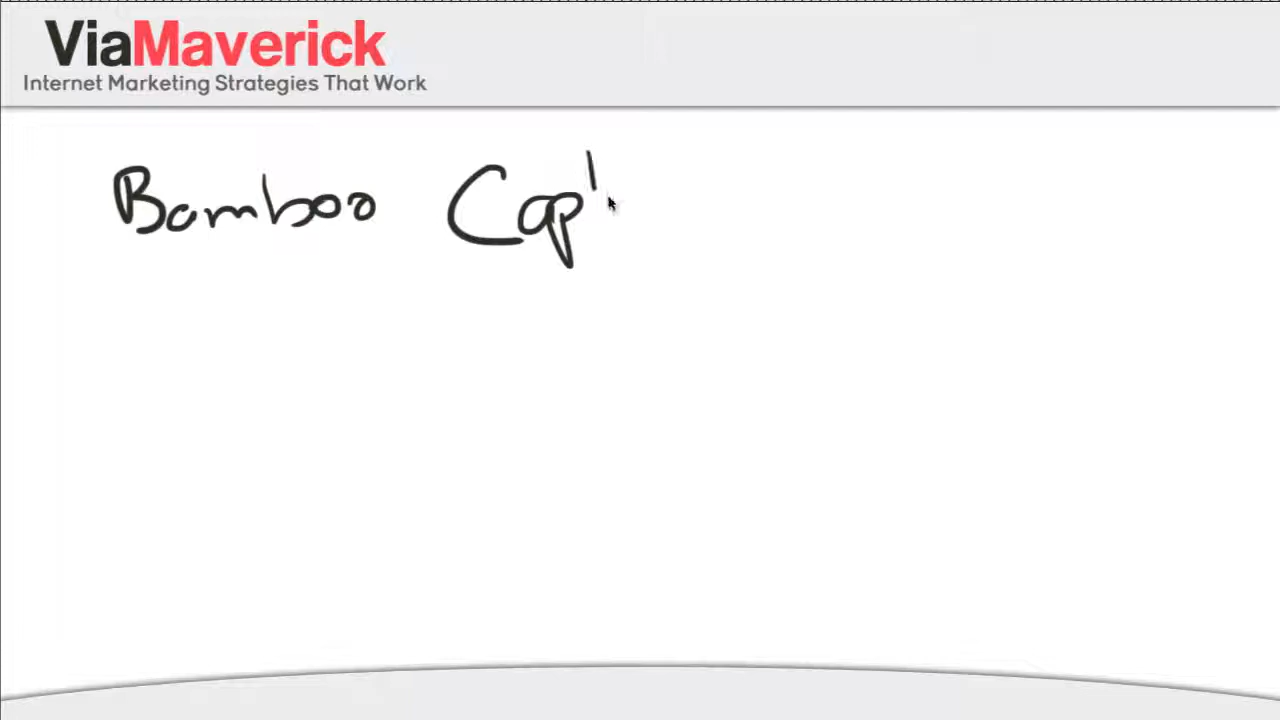 ViaMaverick
Internet Marketing Strategies That Work
Bamboo Cap